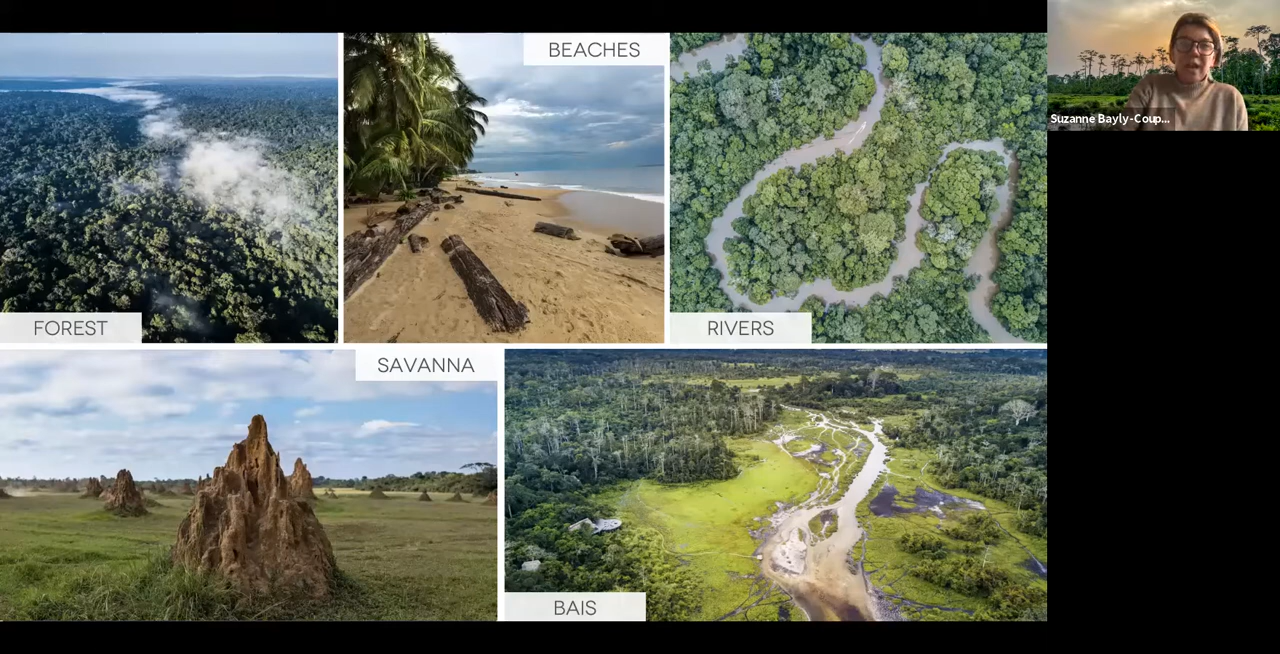 BEACHES
Suzanne Bayly-Coup...
FOREST
RIVERS
SAVANNA
BAIS